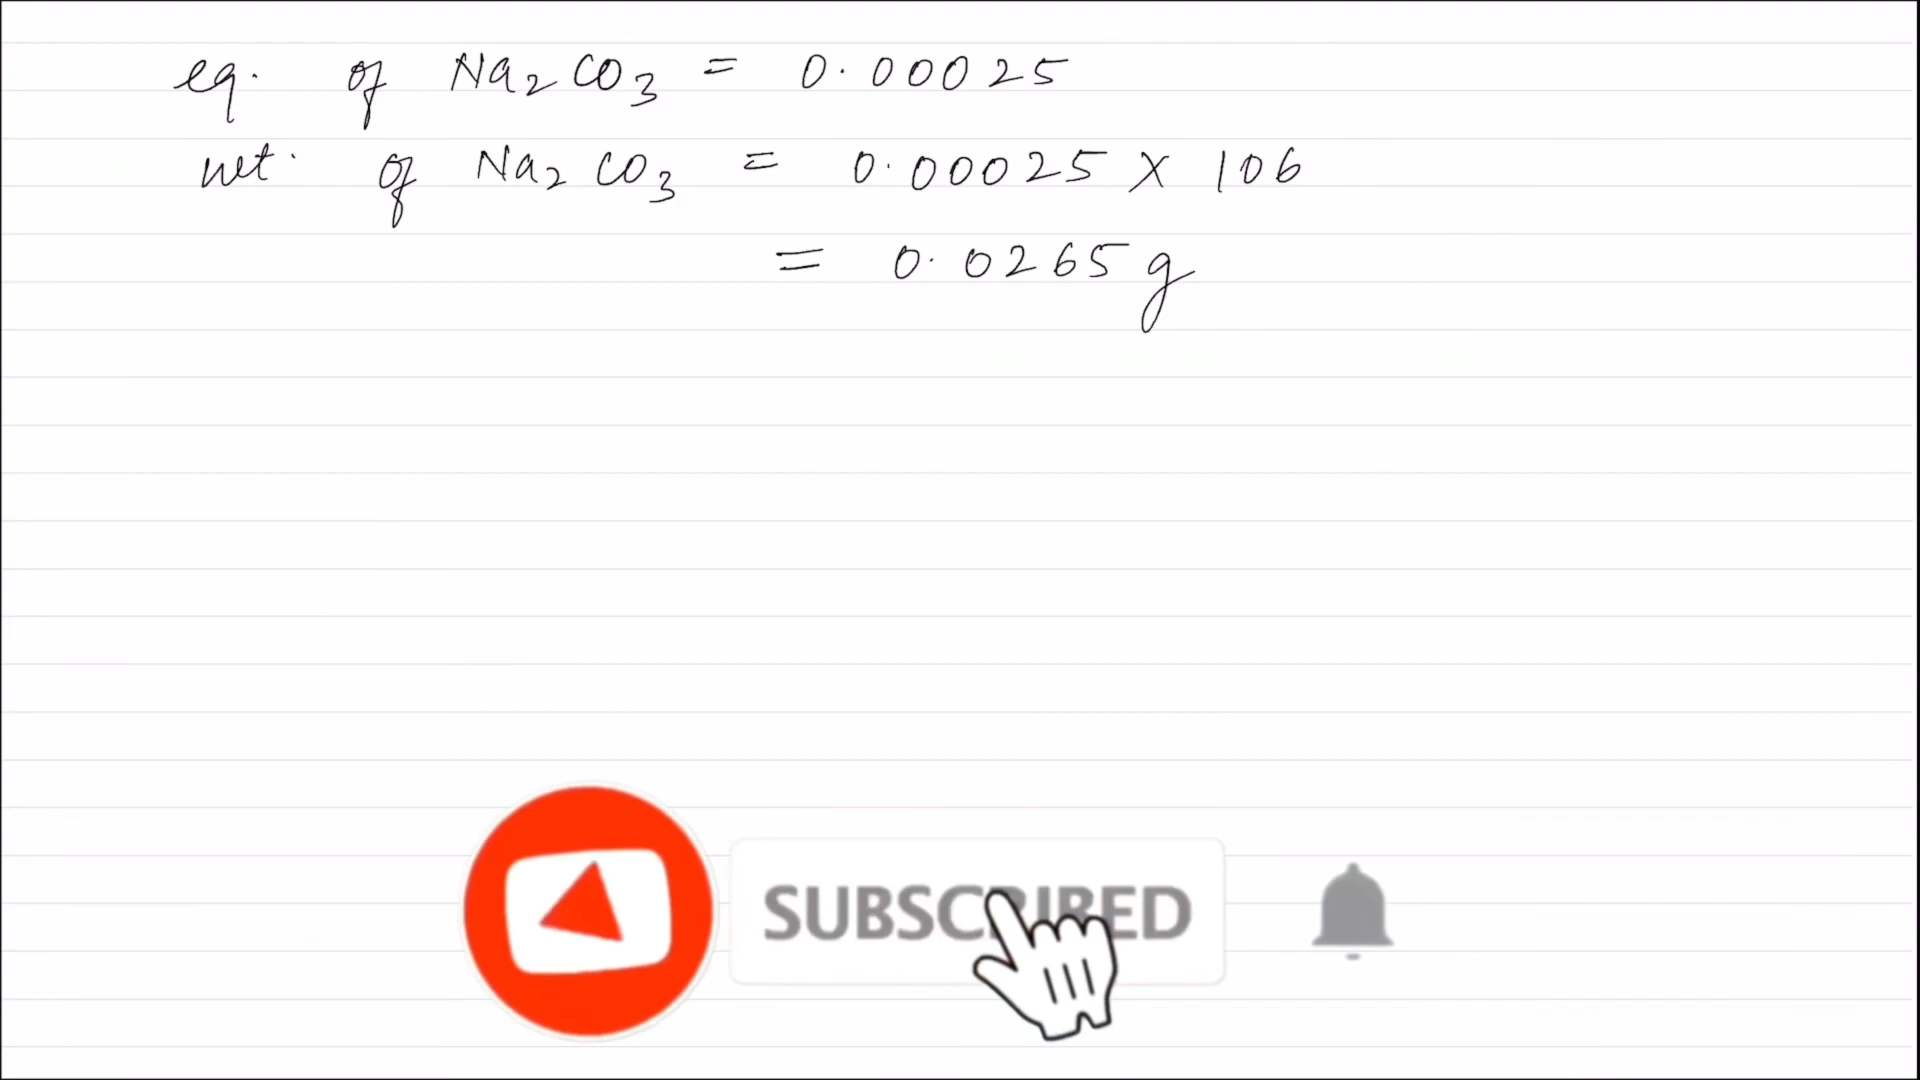 eq. of Na₂CO₃ = 0.00025
wt. of Na₂CO₃ = 0.00025 × 106
= 0.0265 g
SUBSCRIBED